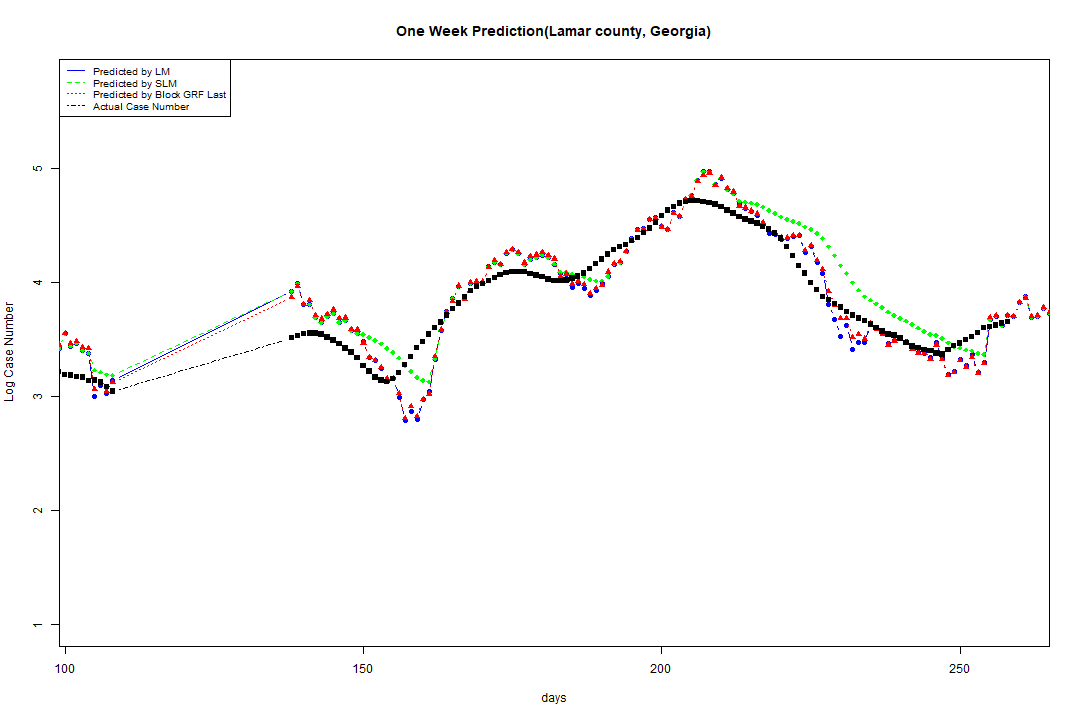 One Week Prediction(Lamar county, Georgia)
Predicted by LM
Predicted by SLM
Predicted by Block GRF Last
Actual Case Number
5
4
3
2
1
Log Case Number
100 150 200 250
days